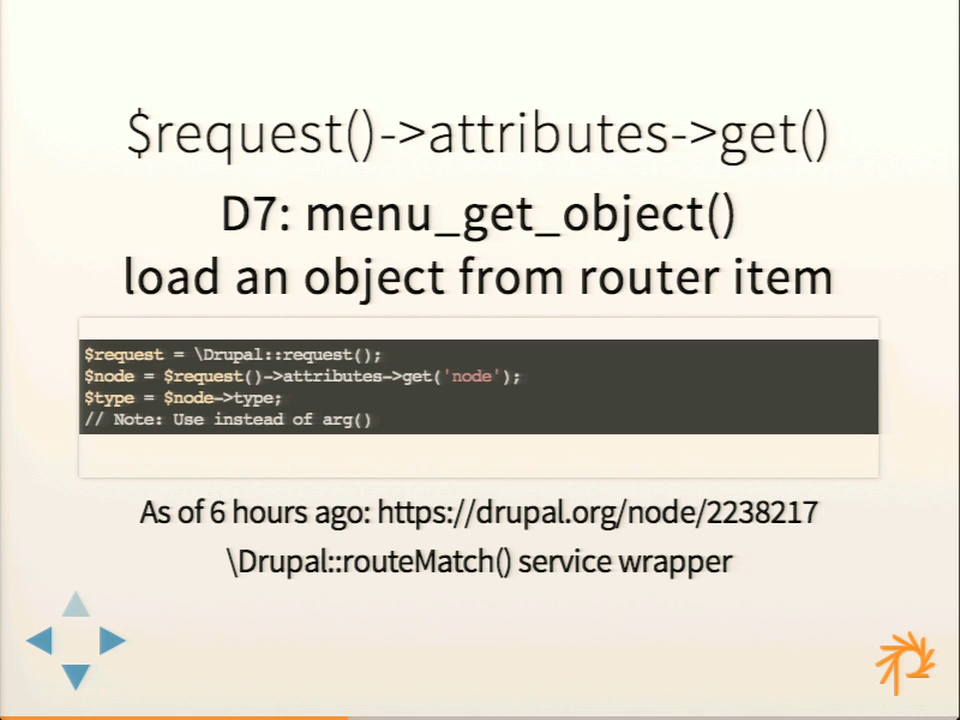 $request()->attributes->get()
D7: menu_get_object()
load an object from router item
$request = \Drupal::request();
$node = $request()->attributes->get('node');
$type = $node->type;
// Note: Use instead of arg()
As of 6 hours ago: https://drupal.org/node/2238217
\Drupal::routeMatch() service wrapper